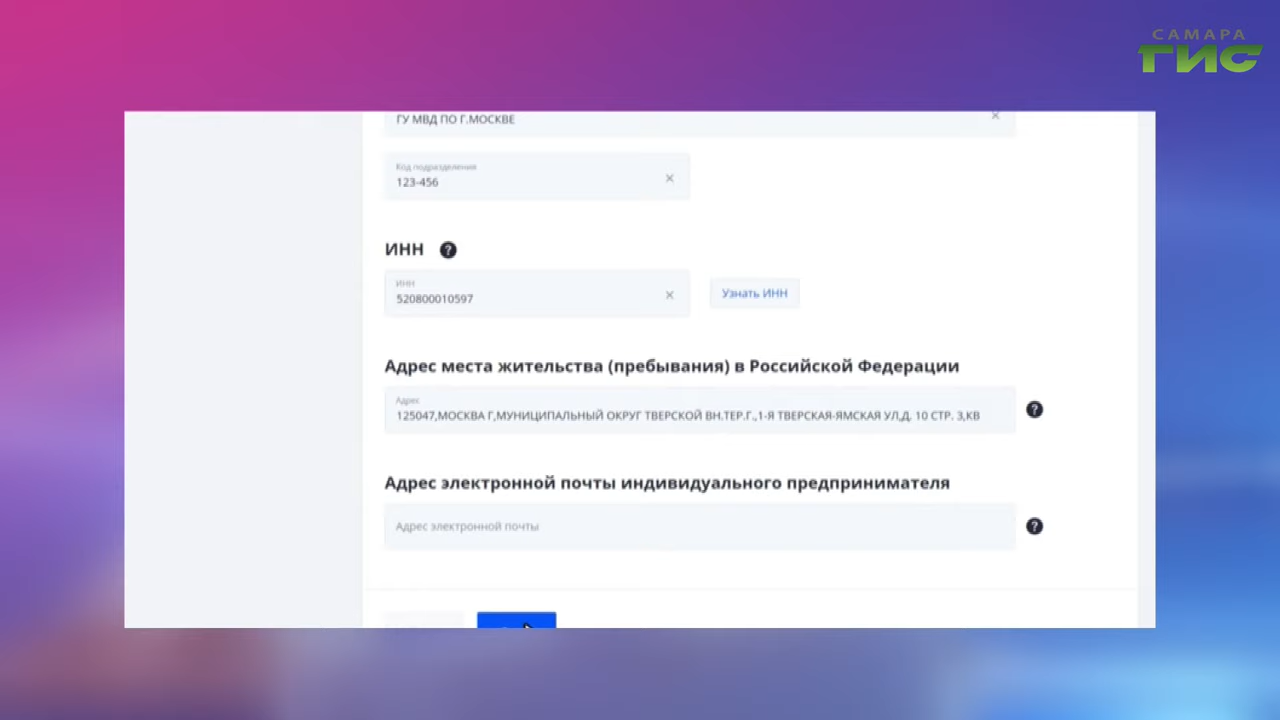 САМАРА
ГИС
ГУ МВД ПО Г.МОСКВЕ
Код подразделения
123-456
ИНН
ИНН
520800010597
Узнать ИНН
Адрес места жительства (пребывания) в Российской Федерации
Адрес
125047,МОСКВА Г,МУНИЦИПАЛЬНЫЙ ОКРУГ ТВЕРСКОЙ ВН.ТЕР.Г.,1-Я ТВЕРСКАЯ-ЯМСКАЯ УЛ,Д. 10 СТР. 3,КВ
Адрес электронной почты индивидуального предпринимателя
Адрес электронной почты